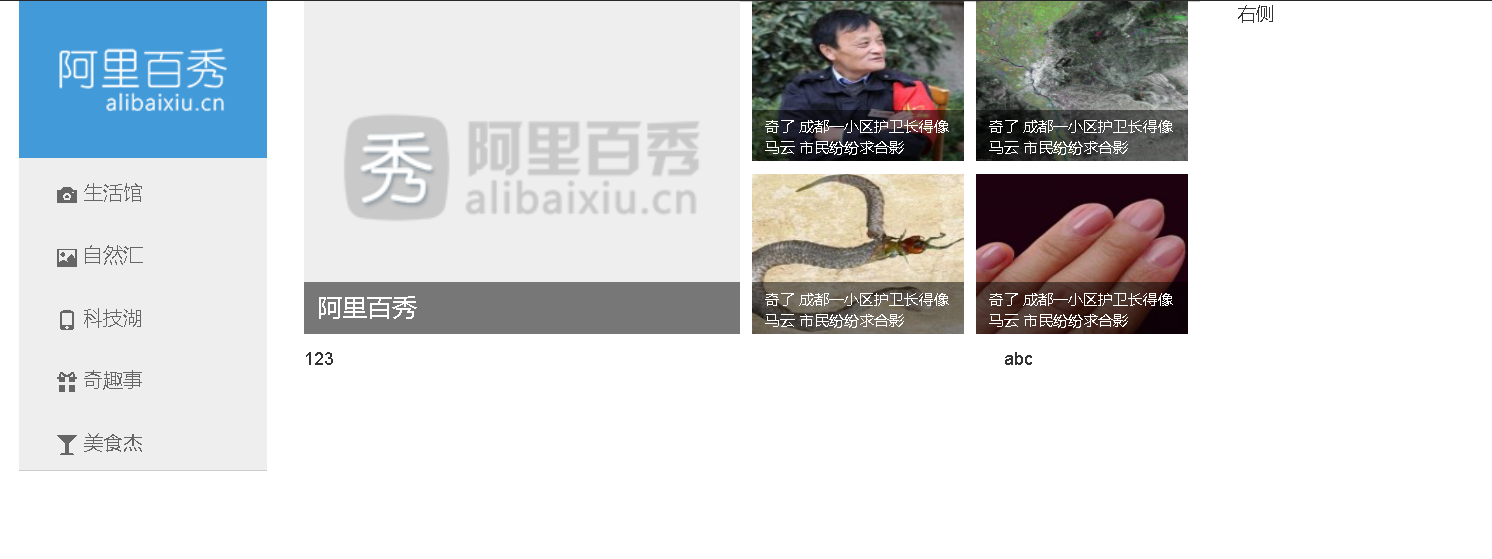 阿里百秀
alibaixiu.cn
生活馆
自然汇
科技湖
奇趣事
美食杰
秀
阿里百秀
alibaixiu.cn
阿里百秀
奇了 成都一小区护卫长得像
马云 市民纷纷求合影
奇了 成都一小区护卫长得像
马云 市民纷纷求合影
奇了 成都一小区护卫长得像
马云 市民纷纷求合影
奇了 成都一小区护卫长得像
马云 市民纷纷求合影
123
abc
右侧